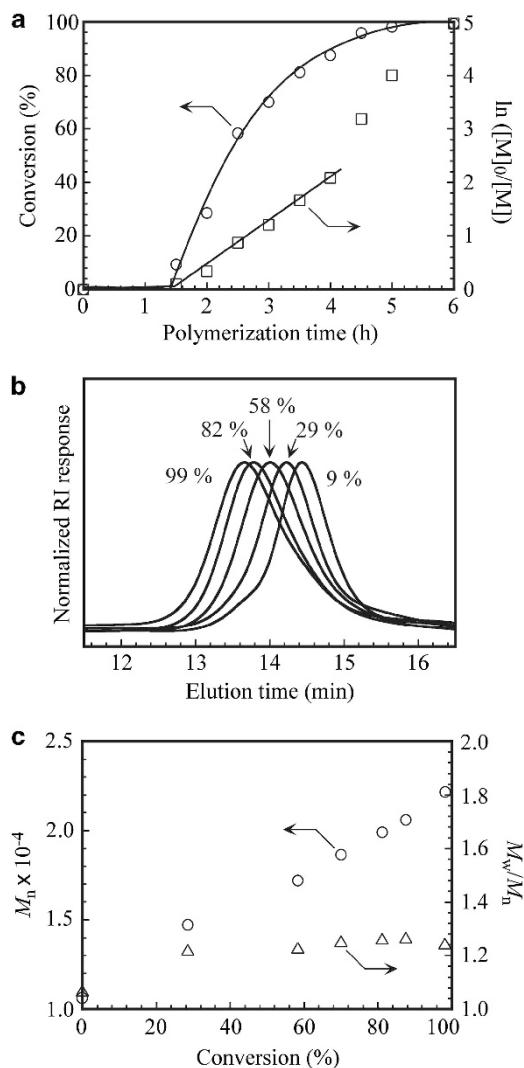 a
100
80
60
40
20
0
Conversion (%)
5
4
3
2
1
0
ln ([M]0/[M])
0 1 2 3 4 5 6
Polymerization time (h)
b
58 %
82 % 29 %
99 % 9 %
Normalized RI response
12 13 14 15 16
Elution time (min)
c
2.5
2.0
1.5
1.0
Mn x 10-4
2.0
1.8
1.6
1.4
1.2
1.0
Mw/Mn
0 20 40 60 80 100
Conversion (%)